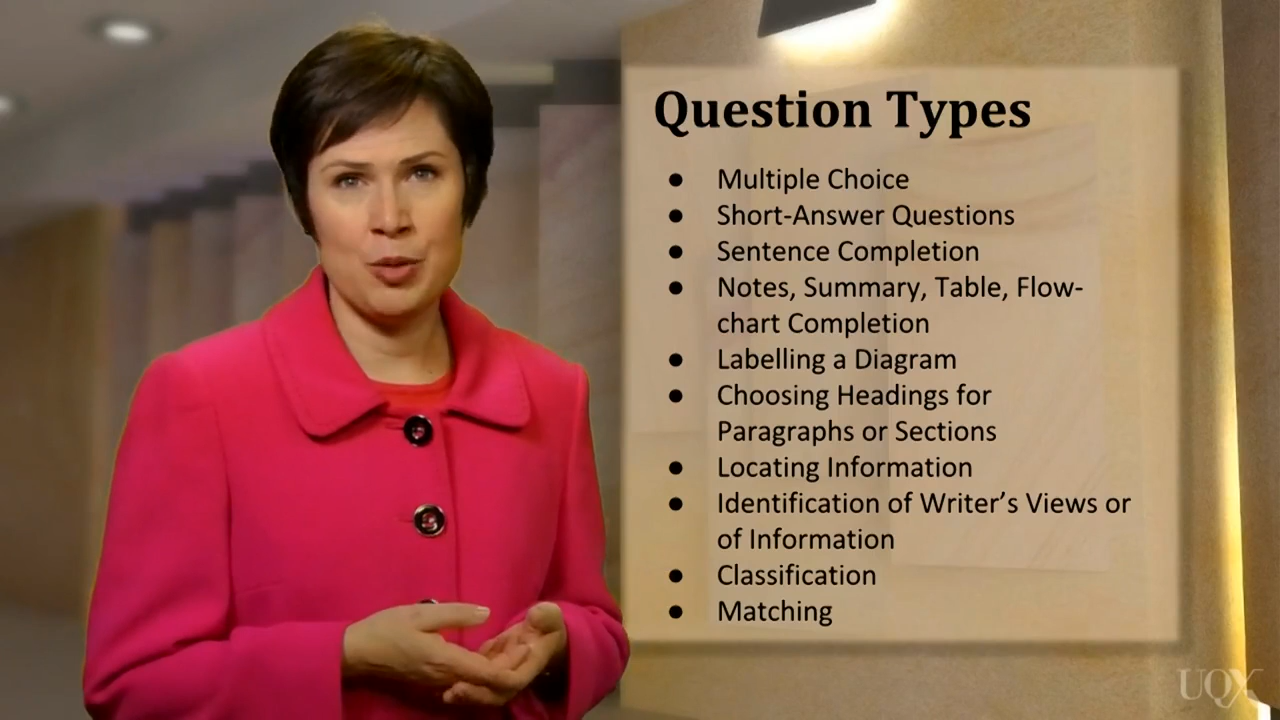 Question Types
● Multiple Choice
● Short-Answer Questions
● Sentence Completion
● Notes, Summary, Table, Flow-
chart Completion
● Labelling a Diagram
● Choosing Headings for
Paragraphs or Sections
● Locating Information
● Identification of Writer’s Views or
of Information
● Classification
● Matching
UQX